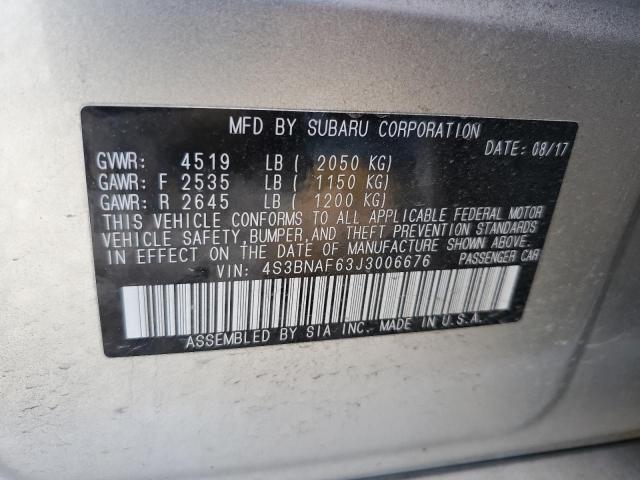 MFD BY SUBARU CORPORATION
DATE: 08/17
GVWR: 4519 LB ( 2050 KG)
GAWR: F 2535 LB ( 1150 KG)
GAWR: R 2645 LB ( 1200 KG)
THIS VEHICLE CONFORMS TO ALL APPLICABLE FEDERAL MOTOR
VEHICLE SAFETY, BUMPER, AND THEFT PREVENTION STANDARDS
IN EFFECT ON THE DATE OF MANUFACTURE SHOWN ABOVE.
VIN: 4S3BNAF63J3006676 PASSENGER CAR
ASSEMBLED BY SIA INC. MADE IN U.S.A.